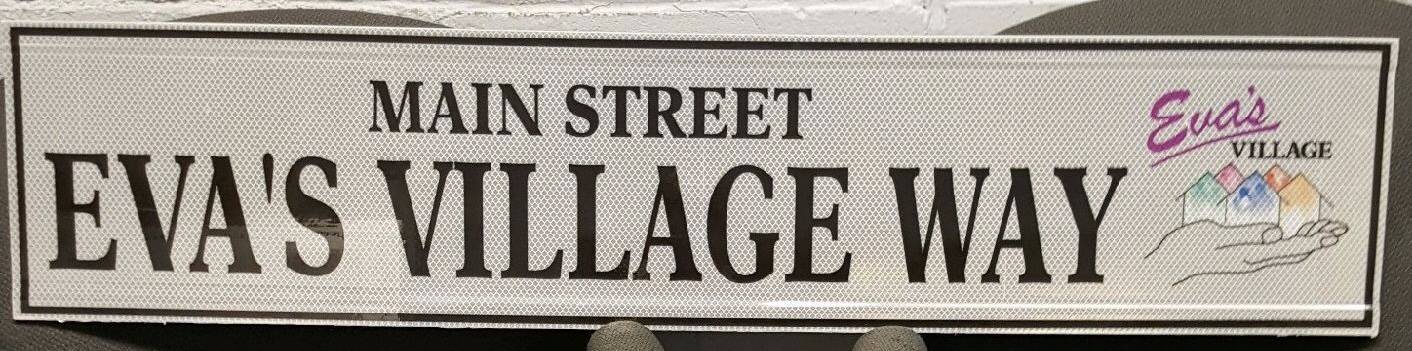 MAIN STREET
EVA'S VILLAGE WAY
Eva's
VILLAGE